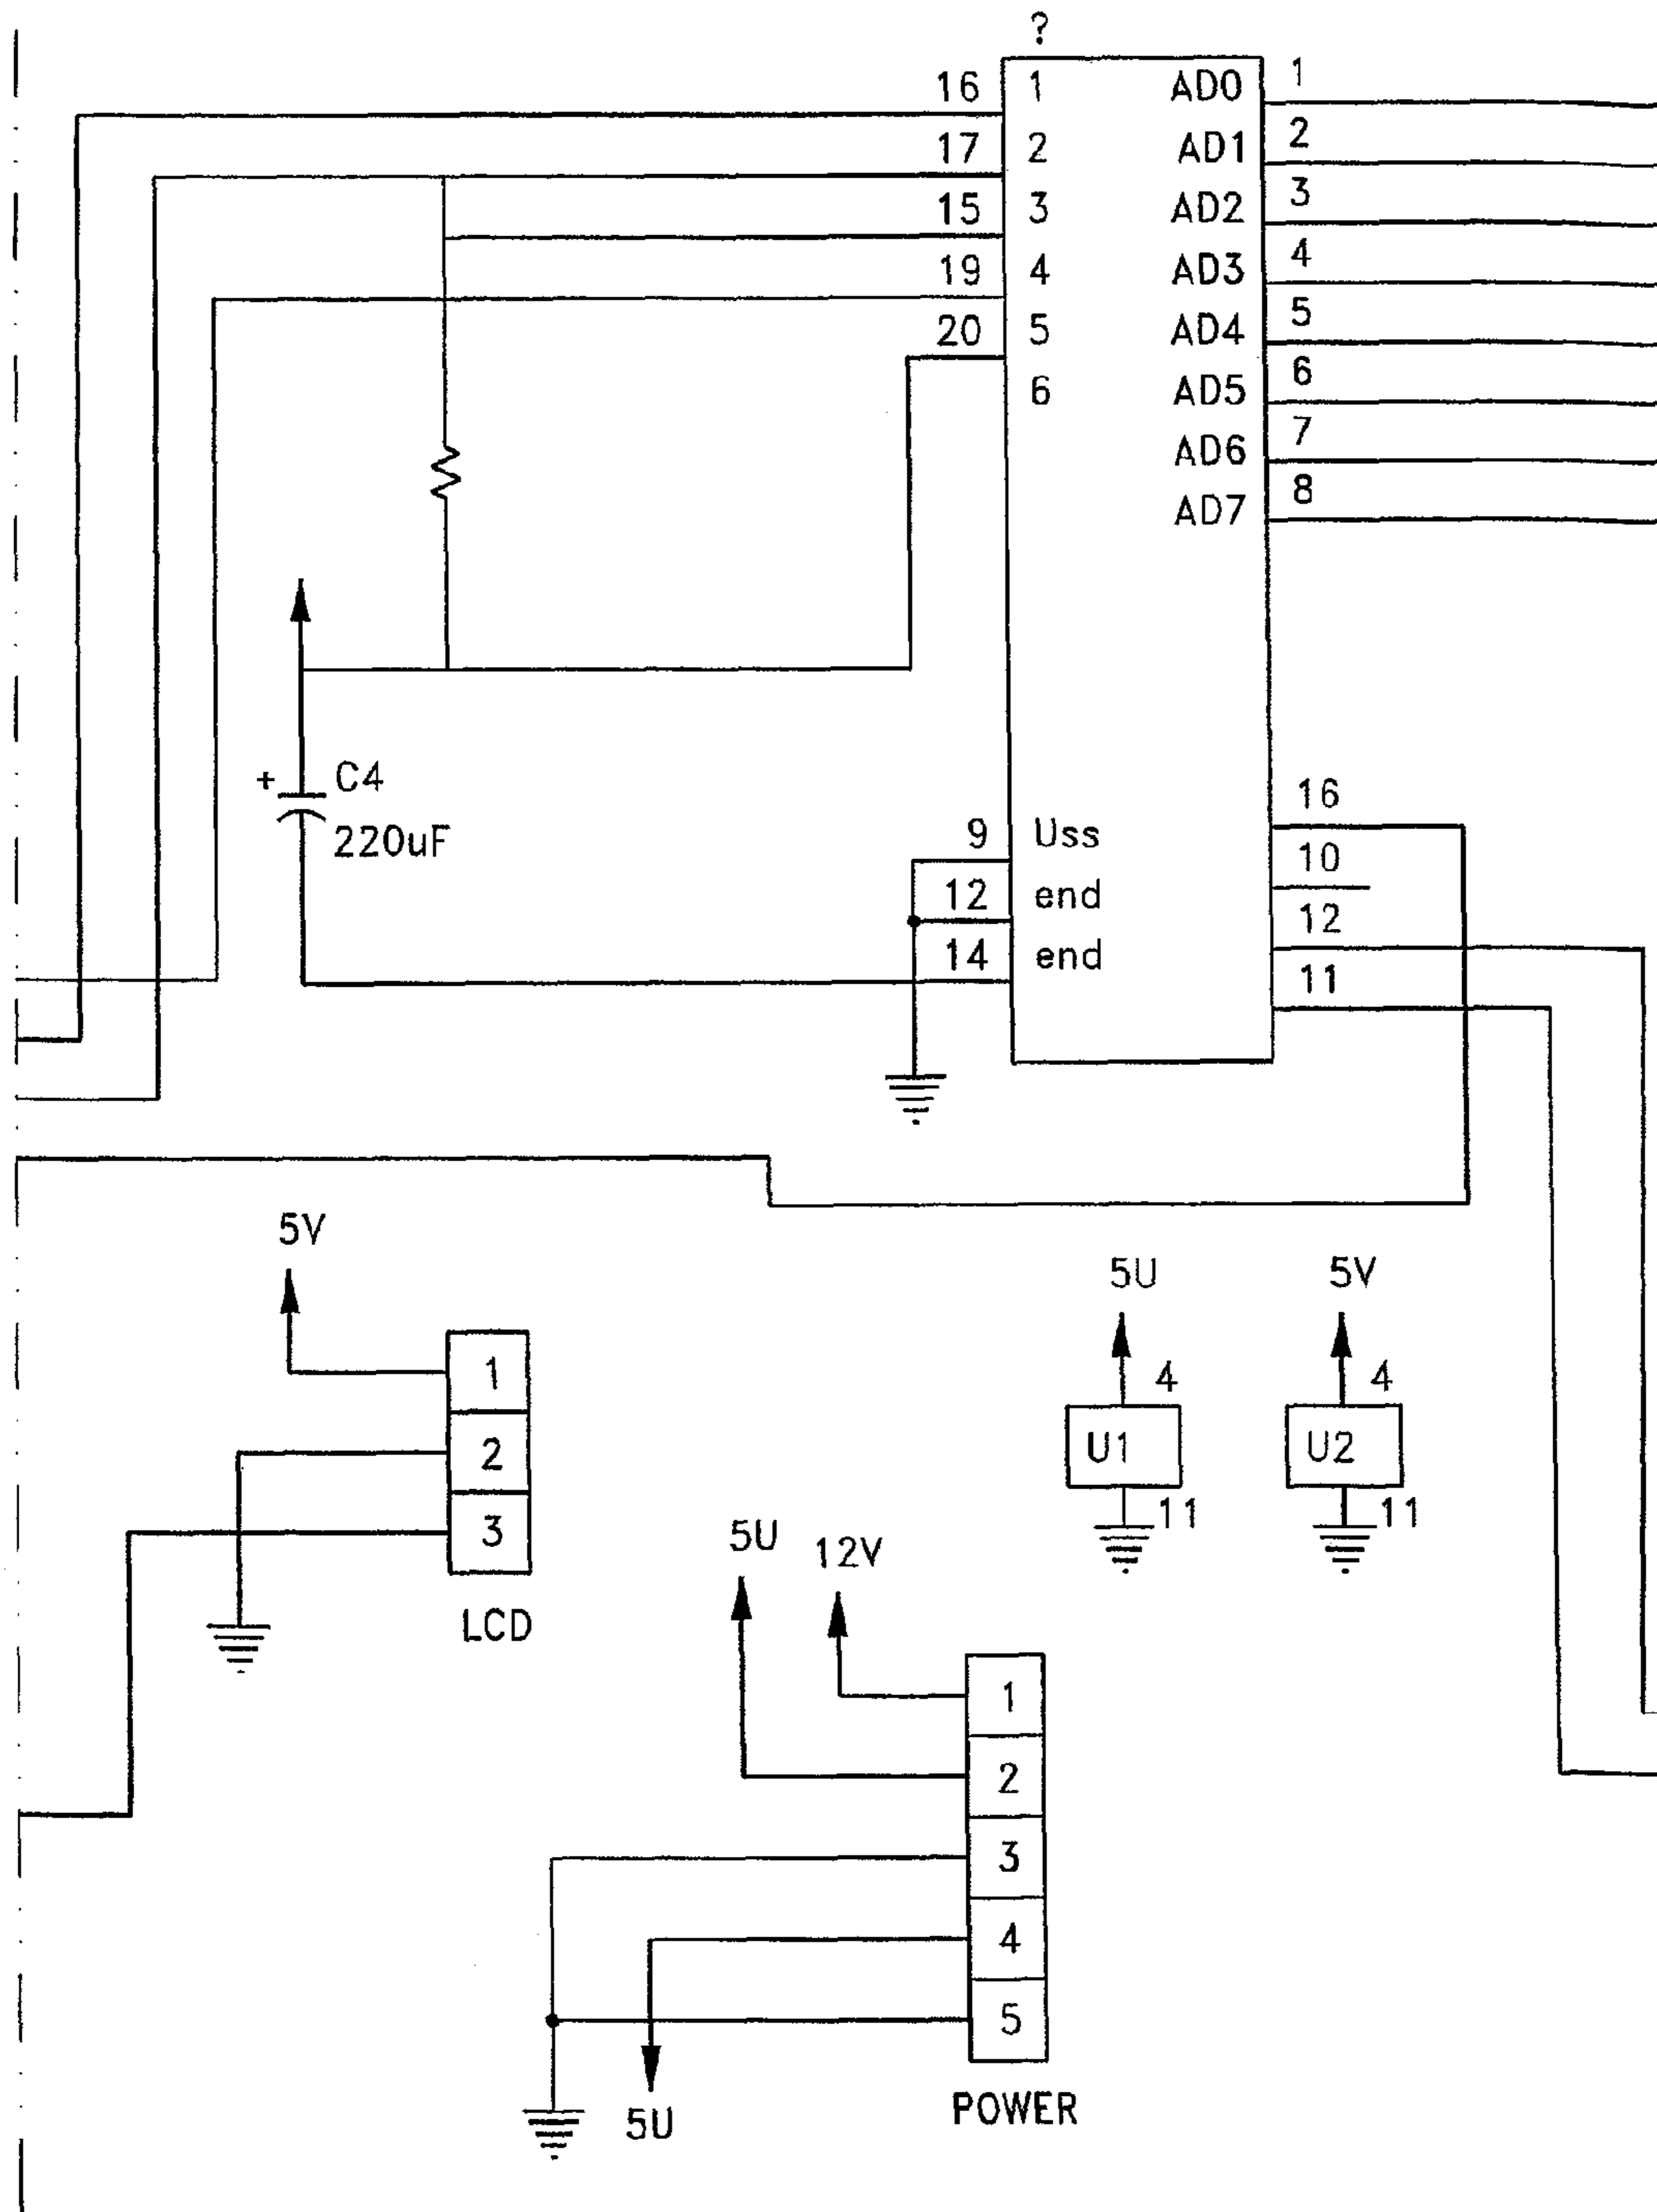 ?
16 1 AD0 1
17 2 AD1 2
15 3 AD2 3
19 4 AD3 4
20 5 AD4 5
6 AD5 6
AD6 7
AD7 8
+ C4
220uF
16
9 Uss
10
12 end
12
14 end
11
5V
5U 5V
1
4 4
2
U1 U2
3
11 11
LCD
5U 12V
1
2
3
4
5
POWER
5U